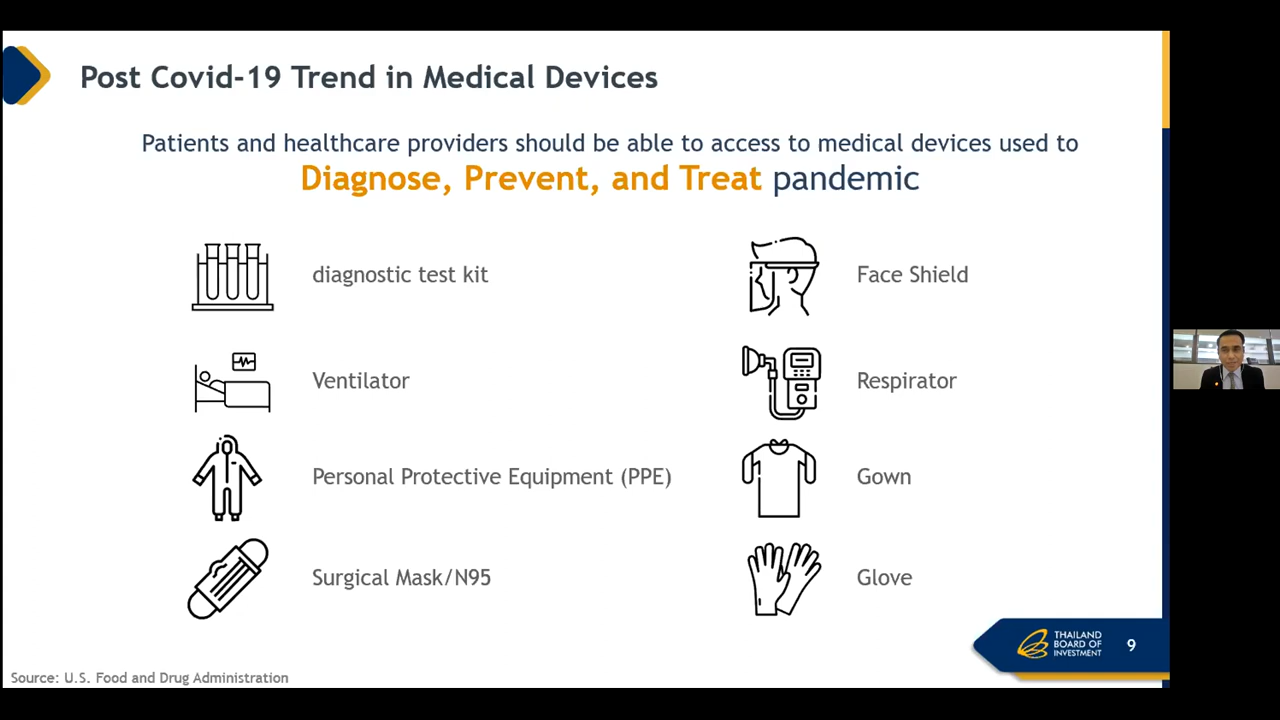 Post Covid-19 Trend in Medical Devices
Patients and healthcare providers should be able to access to medical devices used to
Diagnose, Prevent, and Treat pandemic
diagnostic test kit
Face Shield
Ventilator
Respirator
Personal Protective Equipment (PPE)
Gown
Surgical Mask/N95
Glove
THAILAND
BOARD OF
INVESTMENT
9
Source: U.S. Food and Drug Administration